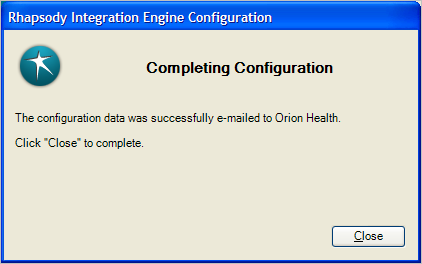 Rhapsody Integration Engine Configuration
Completing Configuration
The configuration data was successfully e-mailed to Orion Health.
Click "Close" to complete.
Close